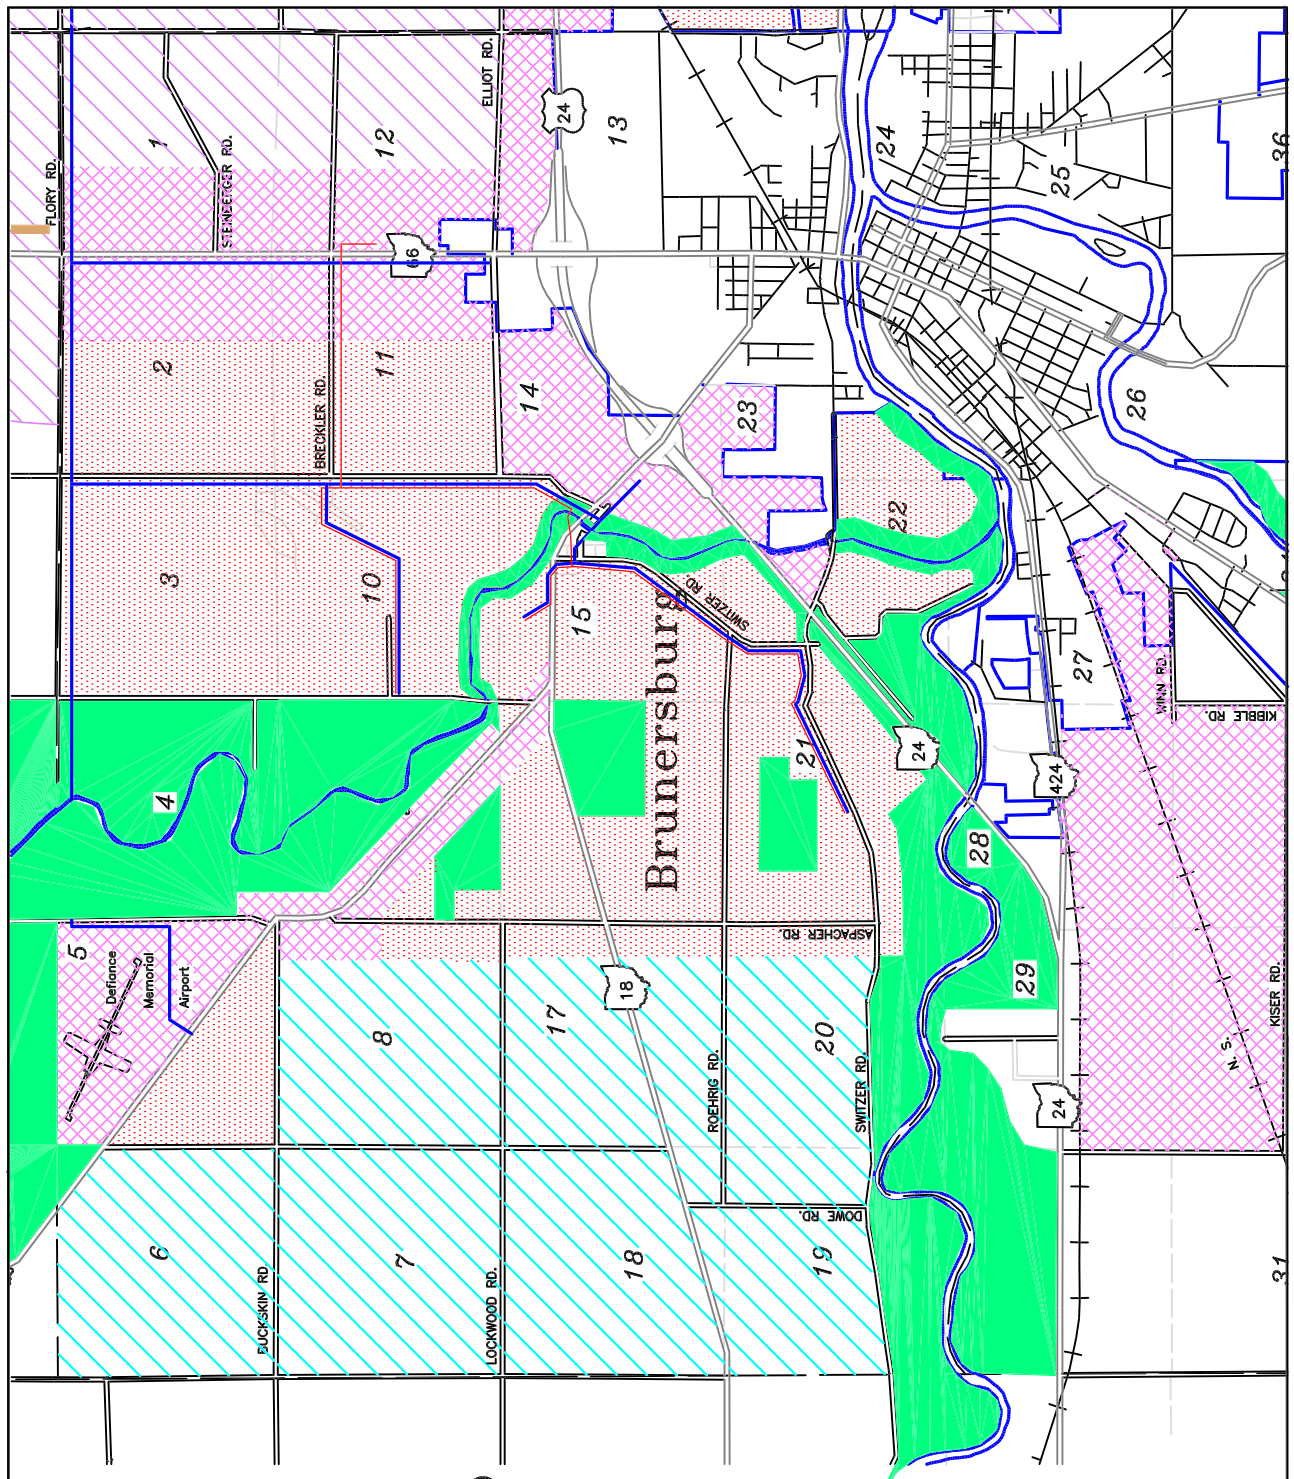 FLORY RD.
1
STEINBERGER RD.
12
ELLIOT RD.
24
13
24
25
36
66
2
BRECKLER RD.
11
14
23
26
3
10
15
SWITZER RD.
22
27
WINN RD.
KIBBLE RD.
Brunersburg
4
21
24
424
28
5
Defiance
Memorial
Airport
ASPACHER RD.
18
29
8
17
20
ROEHRIG RD.
SWITZER RD.
24
N. S.
KISER RD.
6
BUCKSKIN RD
7
LOCKWOOD RD.
18
DOWE RD.
19
31